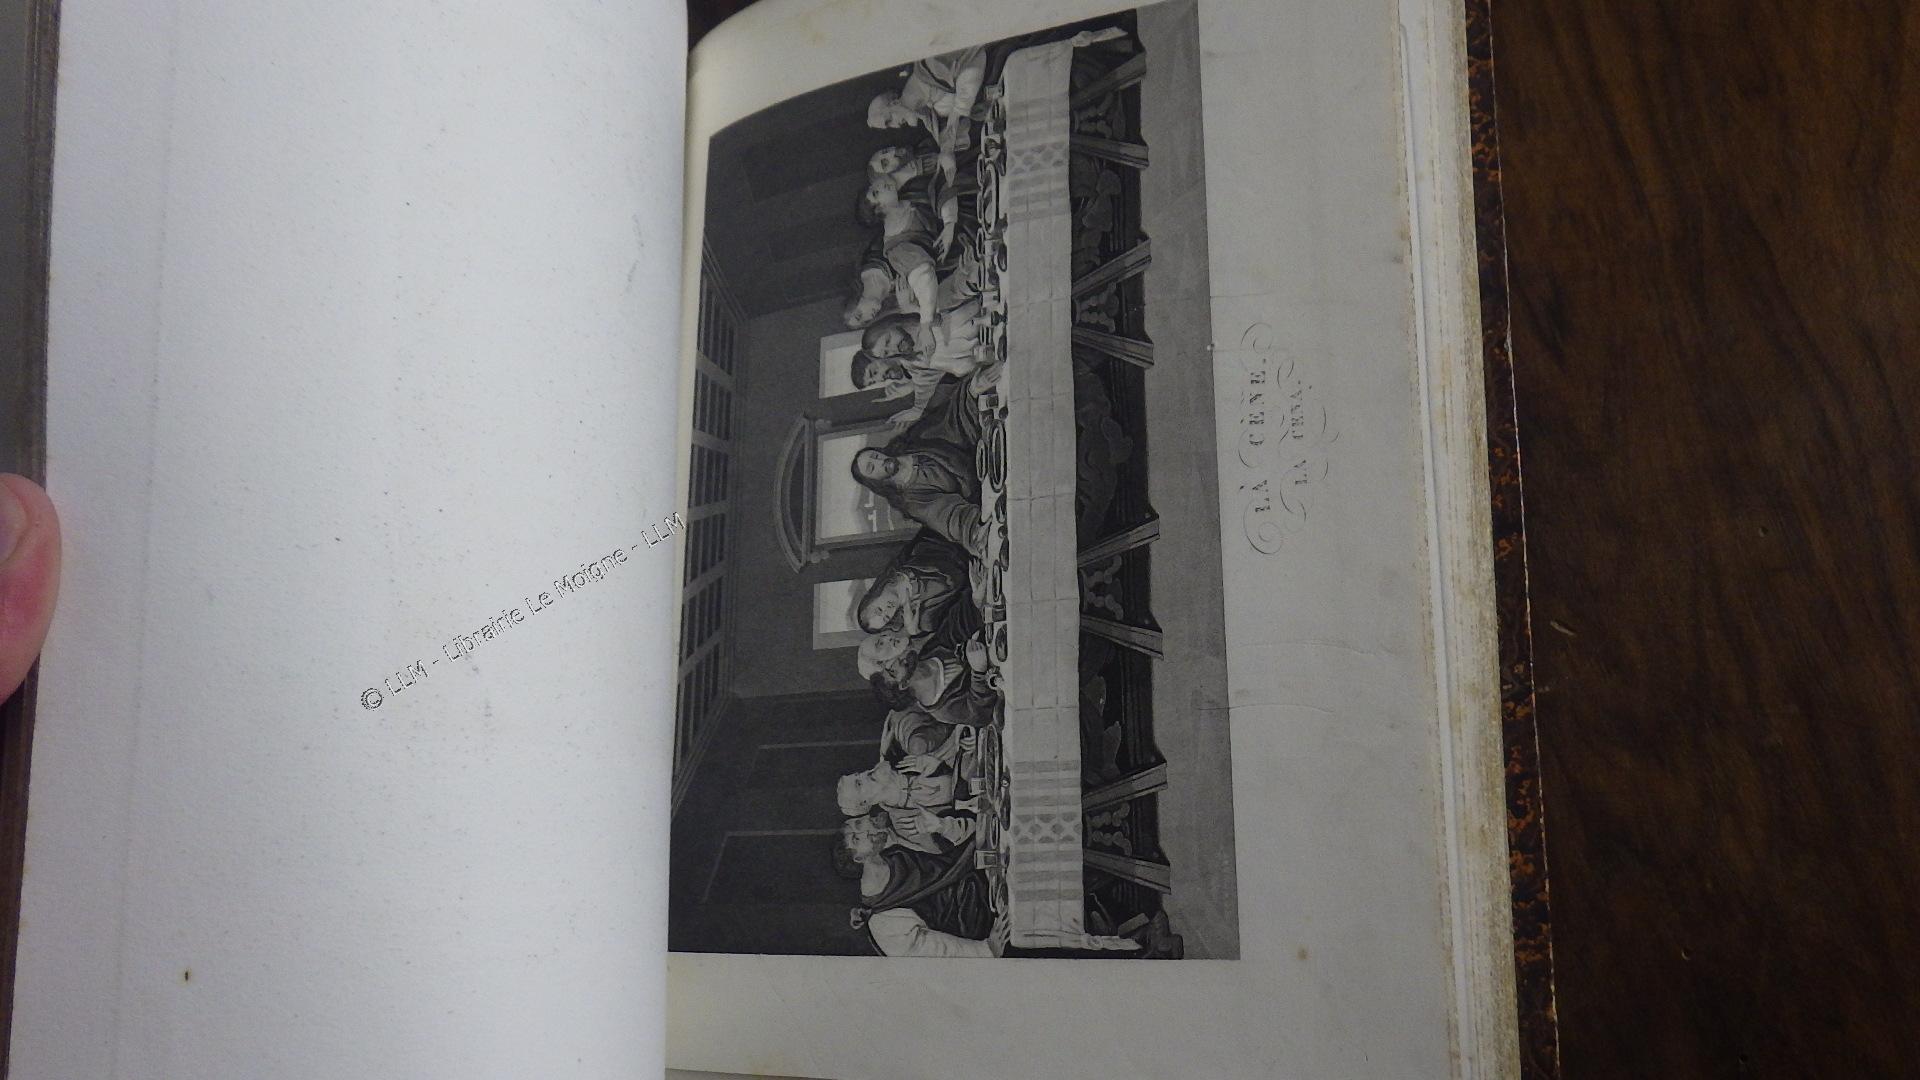 LA CÈNE.
LA CENA.
© LLM - Librairie Le Moigne - LLM